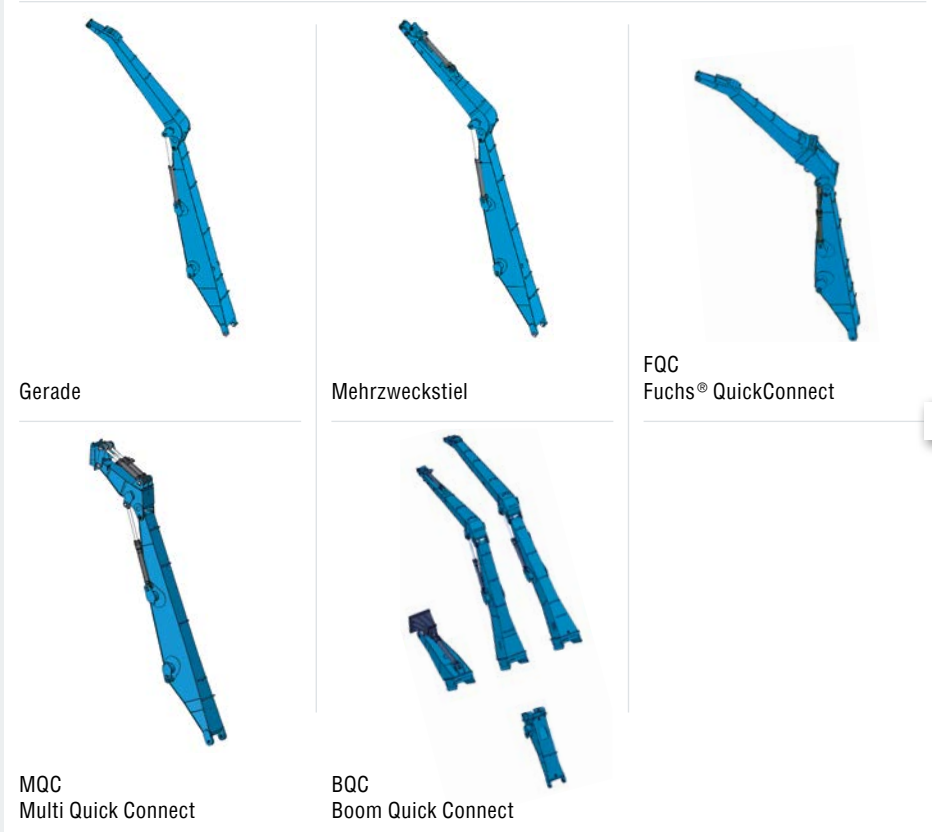 Gerade
Mehrzweckstiel
FQC
Fuchs® QuickConnect
MQC
Multi Quick Connect
BQC
Boom Quick Connect